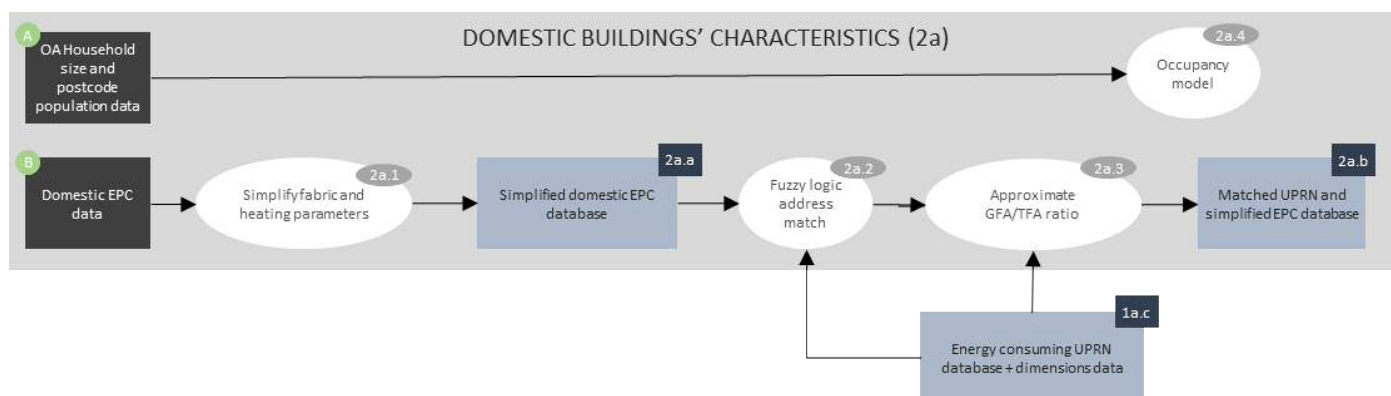 DOMESTIC BUILDINGS' CHARACTERISTICS (2a)
A
OA Household
size and
postcode
population data
2a.4
Occupancy
model
B
Domestic EPC
data
2a.1
Simplify fabric and
heating parameters
2a.a
Simplified domestic EPC
database
2a.2
Fuzzy logic
address
match
2a.3
Approximate
GFA/TFA ratio
2a.b
Matched UPRN and
simplified EPC database
1a.c
Energy consuming UPRN
database + dimensions data